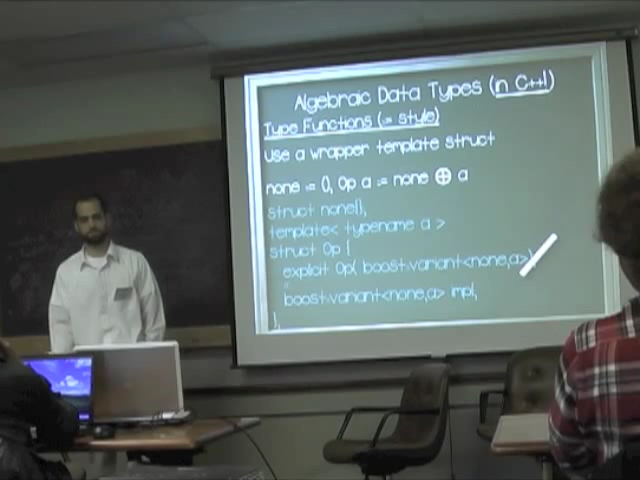 Algebraic Data Types (in C++1)
Type Functions (:= style)
Use a wrapper template struct
none := (), Op a := none ⊕ a
struct none{};
template< typename a >
struct Op {
explicit Op( boost::variant<none,a>);
boost::variant<none,a> impl;
};